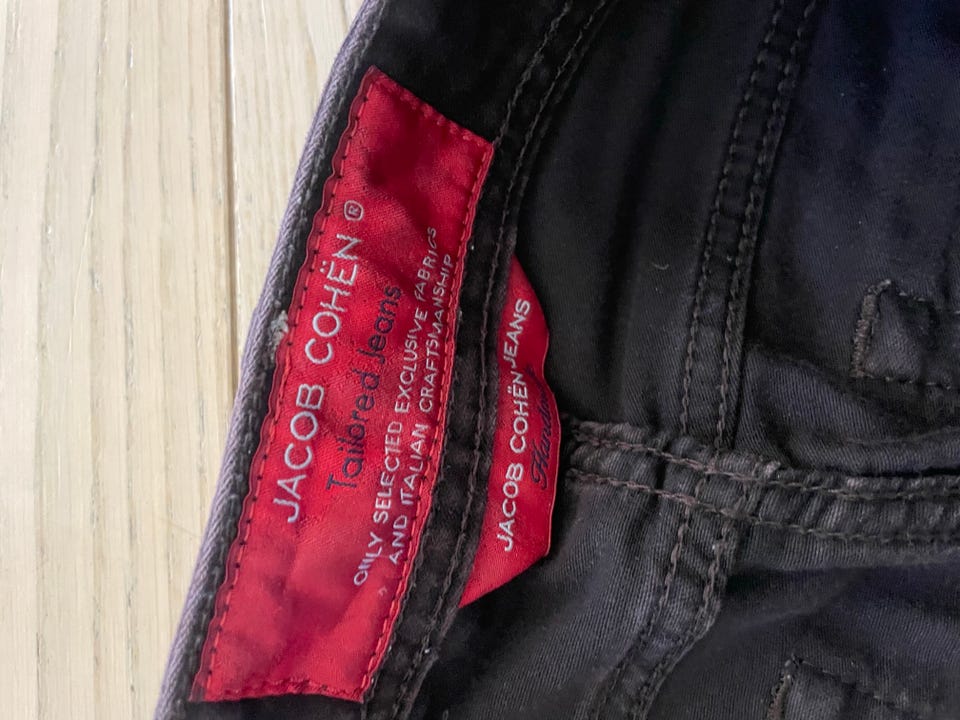 JACOB COHËN ®
Tailored Jeans
ONLY SELECTED EXCLUSIVE FABRICS
AND ITALIAN CRAFTSMANSHIP
JACOB COHËN JEANS